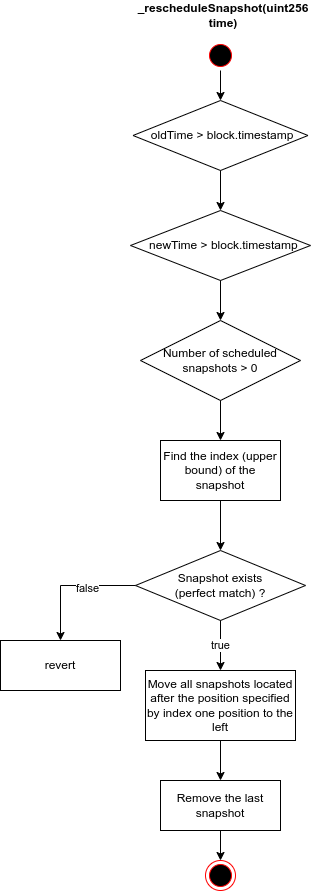 _rescheduleSnapshot(uint256
time)
oldTime > block.timestamp
newTime > block.timestamp
Number of scheduled
snapshots > 0
Find the index (upper
bound) of the
snapshot
Snapshot exists
(perfect match) ?
false
true
revert
Move all snapshots located
after the position specified
by index one position to the
left
Remove the last
snapshot